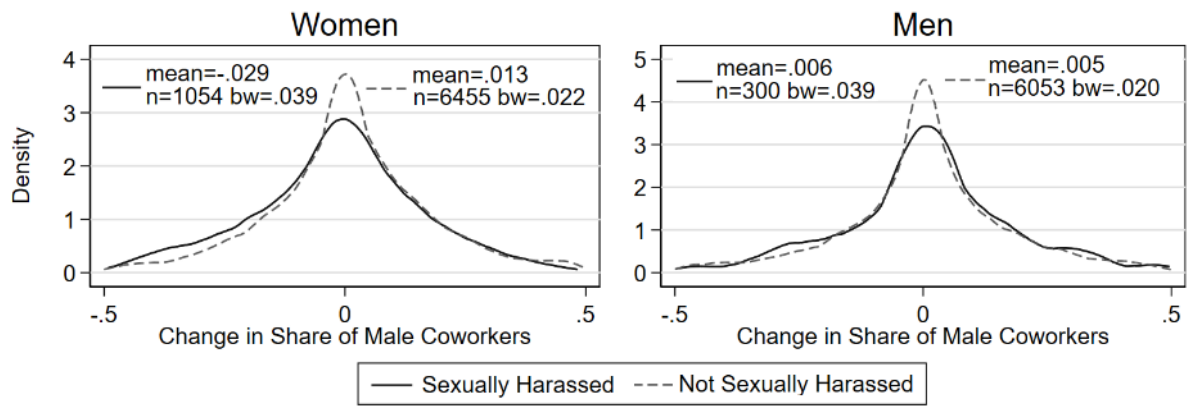 Women
4
3
2
1
0
Density
mean=-.029
n=1054 bw=.039
mean=.013
n=6455 bw=.022
-.5
0
.5
Change in Share of Male Coworkers
Men
5
4
3
2
1
0
mean=.006
n=300 bw=.039
mean=.005
n=6053 bw=.020
-.5
0
.5
Change in Share of Male Coworkers
Sexually Harassed
Not Sexually Harassed